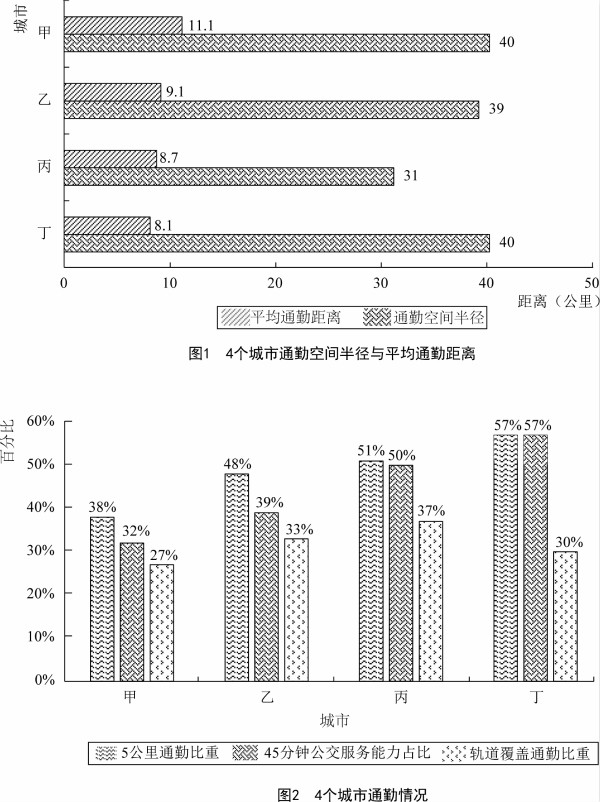 城市
甲
11.1
40
乙
9.1
39
丙
8.7
31
丁
8.1
40
0 10 20 30 40 50
距离（公里）
平均通勤距离 通勤空间半径
图1 4个城市通勤空间半径与平均通勤距离
百分比
60%
50%
40%
30%
20%
10%
0%
38% 32% 27%
48% 39% 33%
51% 50% 37%
57% 57% 30%
甲 乙 丙 丁
城市
5公里通勤比重 45分钟公交服务能力占比 轨道覆盖通勤比重
图2 4个城市通勤情况